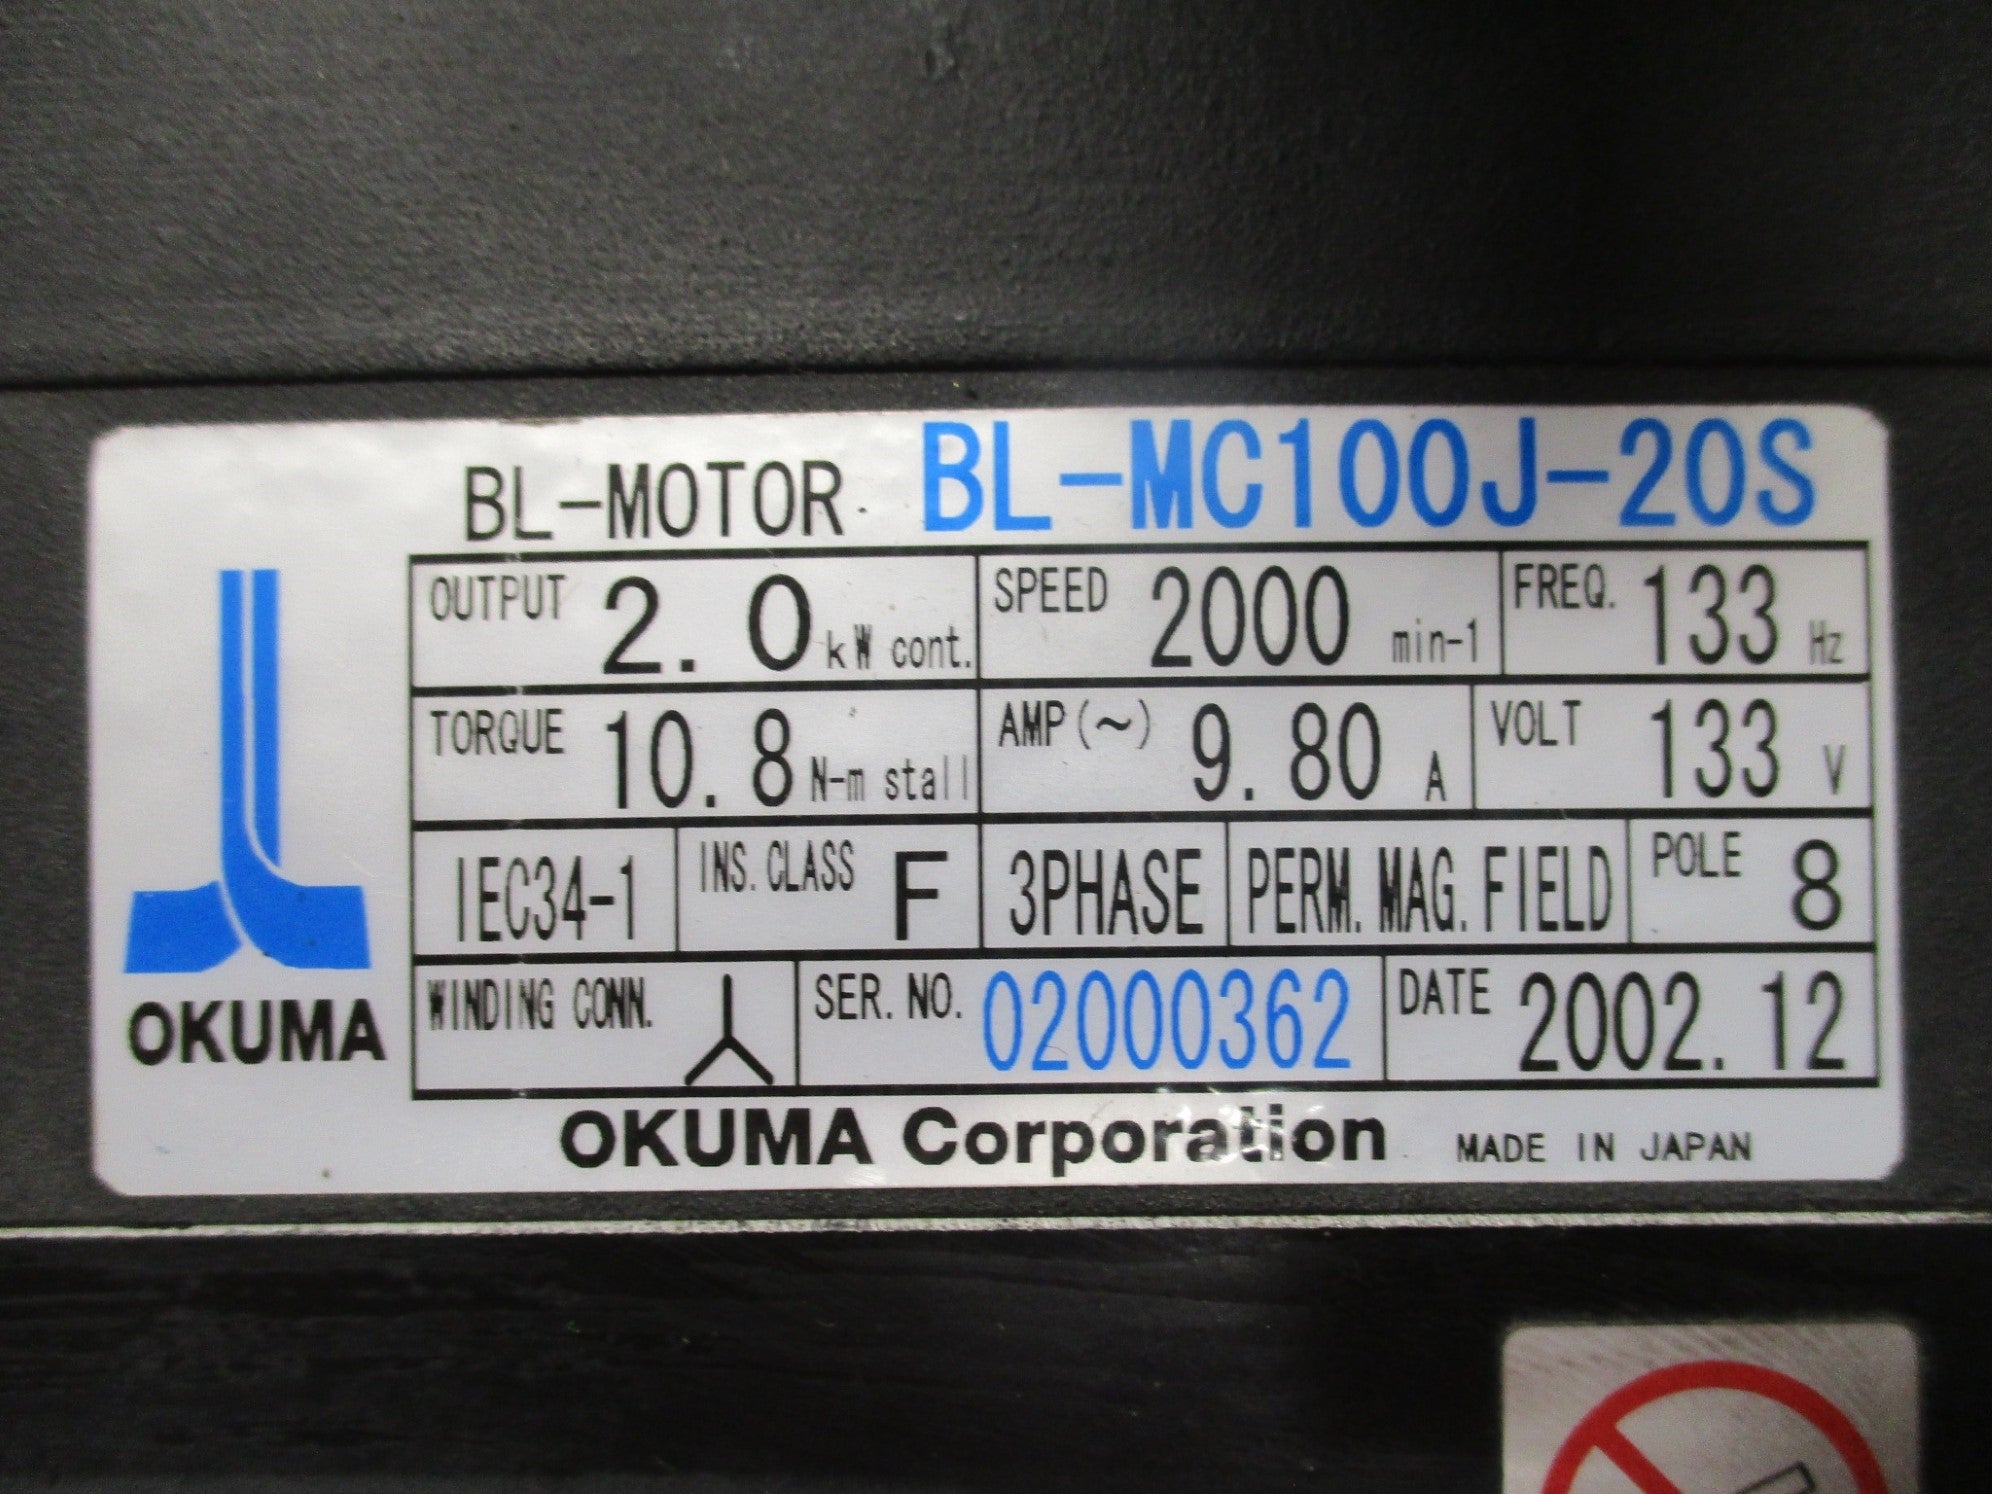 BL-MOTOR BL-MC100J-20S
OUTPUT 2.0 kW cont. SPEED 2000 min-1 FREQ. 133 Hz
TORQUE 10.8 N-m stall AMP(~) 9.80 A VOLT 133 V
IEC34-1 INS.CLASS F 3PHASE PERM.MAG.FIELD POLE 8
WINDING CONN. SER.NO. 02000362 DATE 2002.12
OKUMA
OKUMA Corporation MADE IN JAPAN